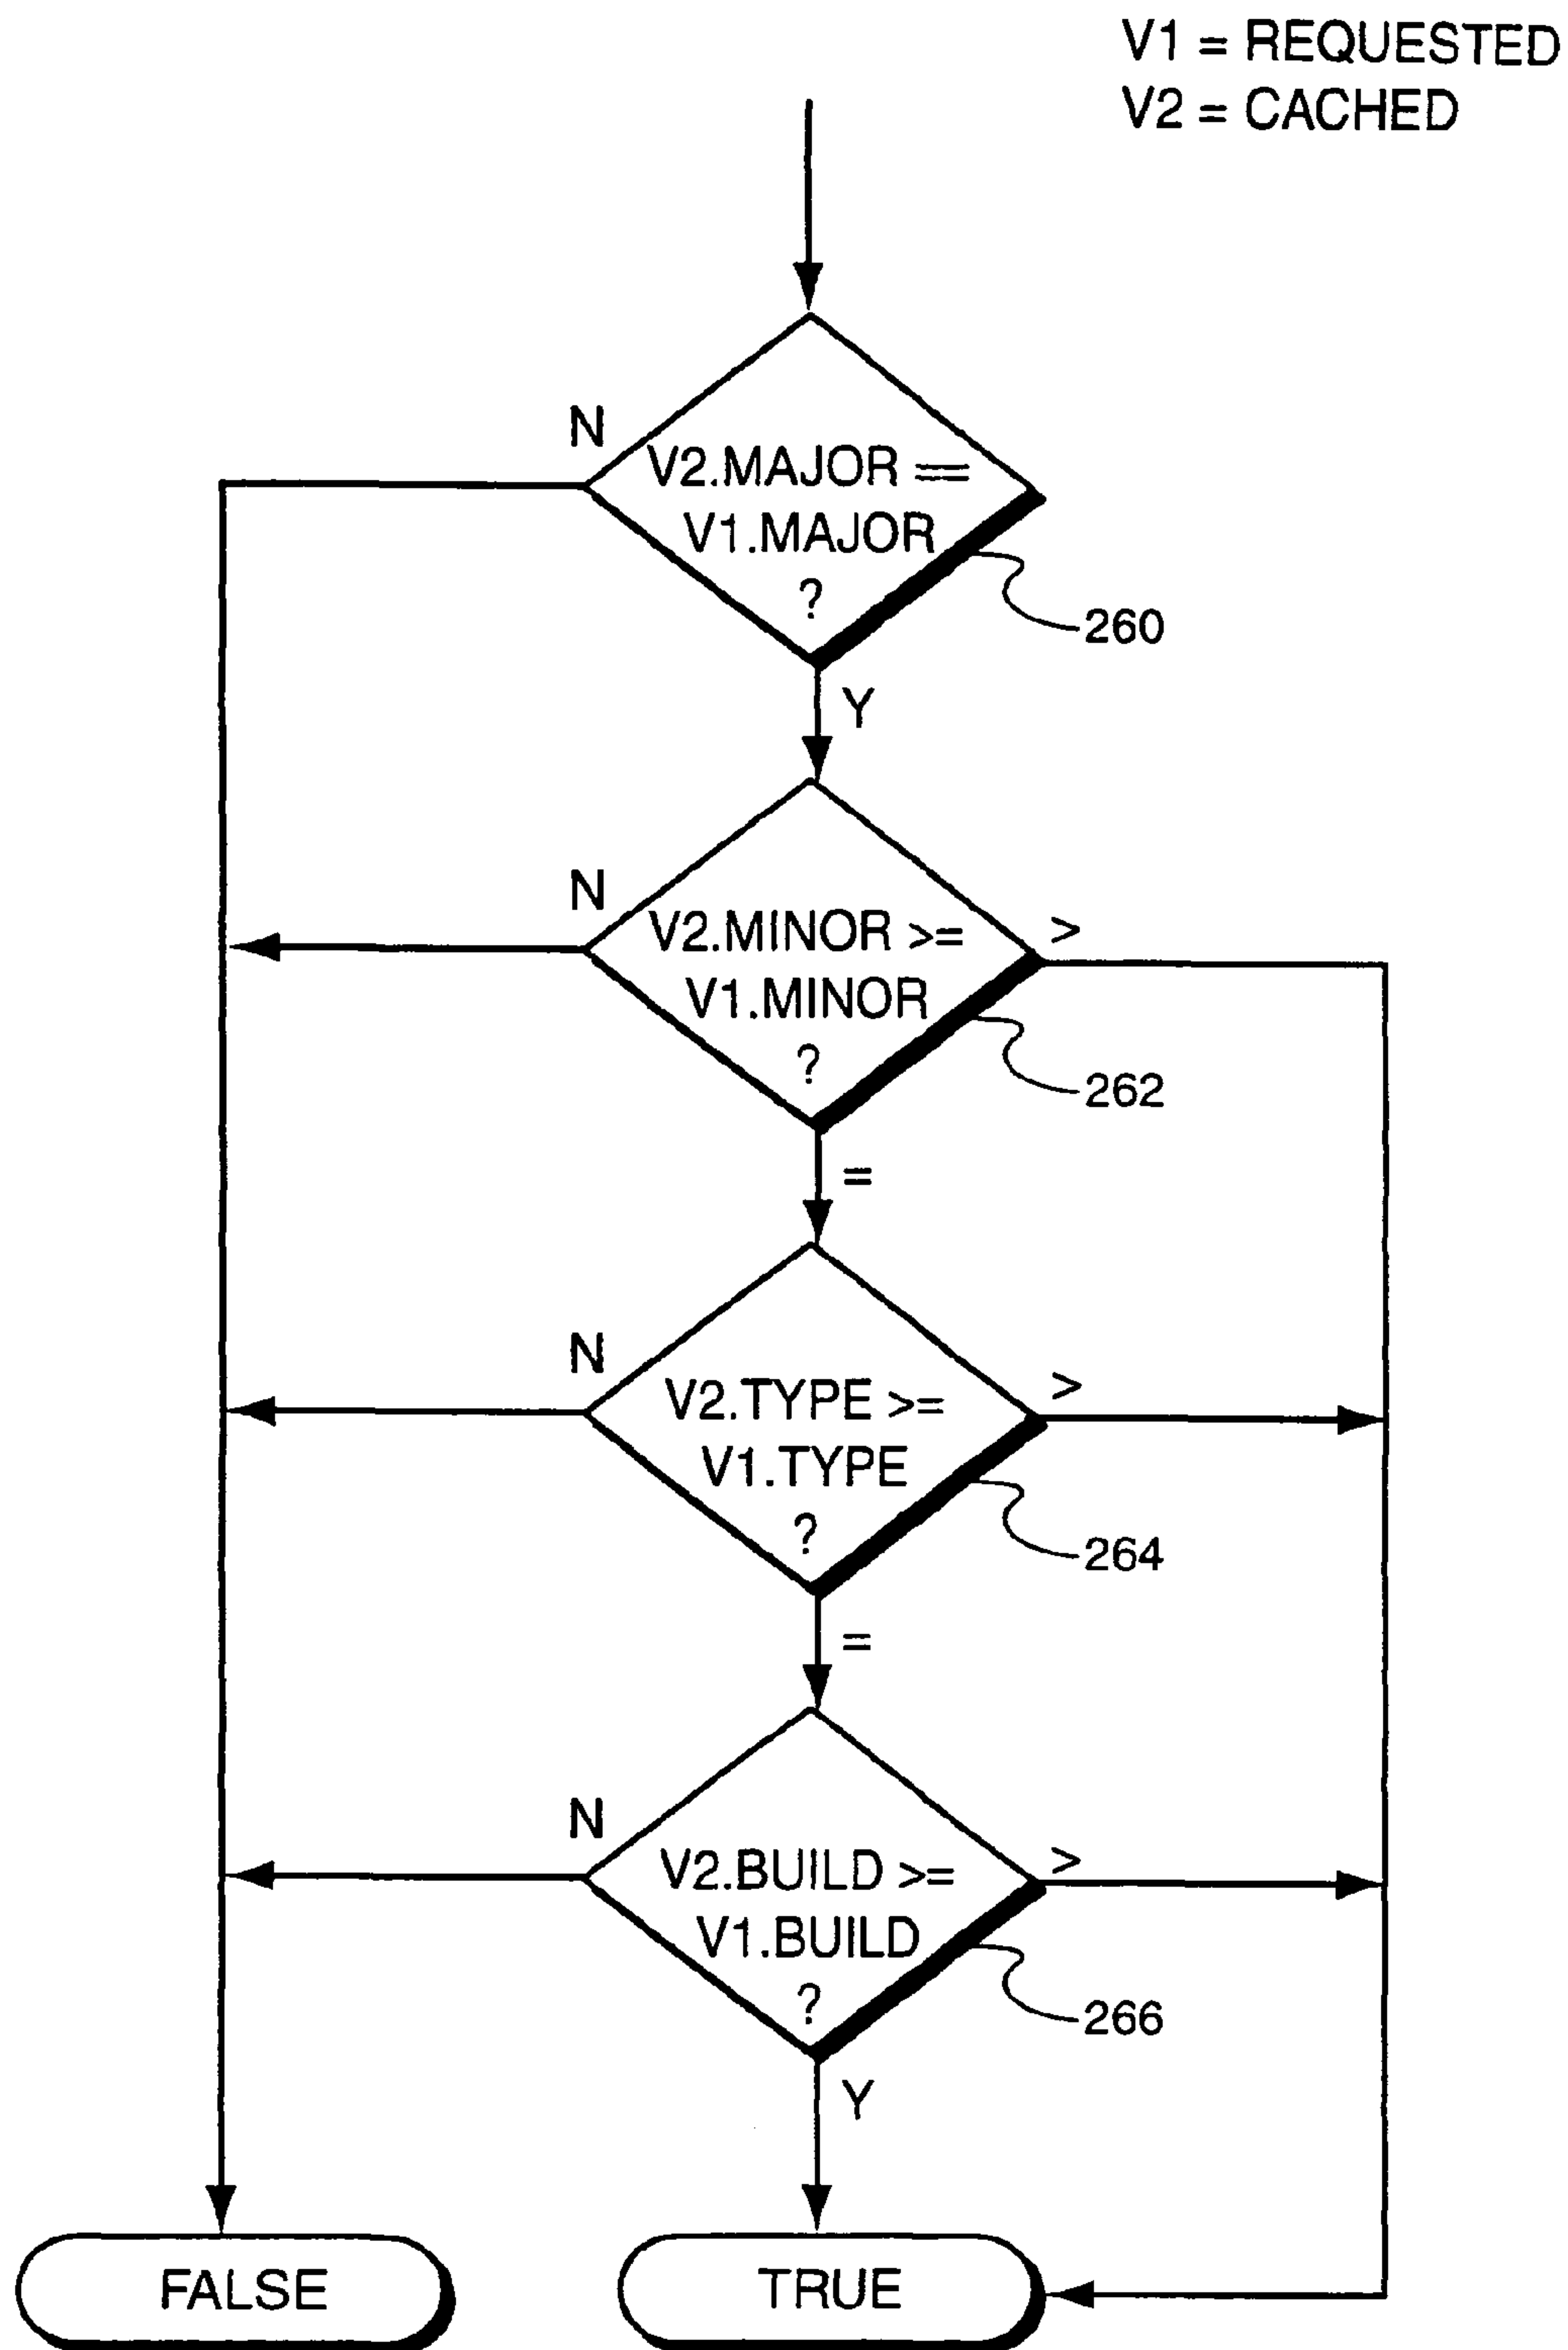 V1 = REQUESTED
V2 = CACHED
N
V2.MAJOR ==
V1.MAJOR
?
260
Y
N
V2.MINOR >=
V1.MINOR
?
>
262
=
N
V2.TYPE >=
V1.TYPE
?
>
264
=
N
V2.BUILD >=
V1.BUILD
?
>
266
Y
FALSE
TRUE